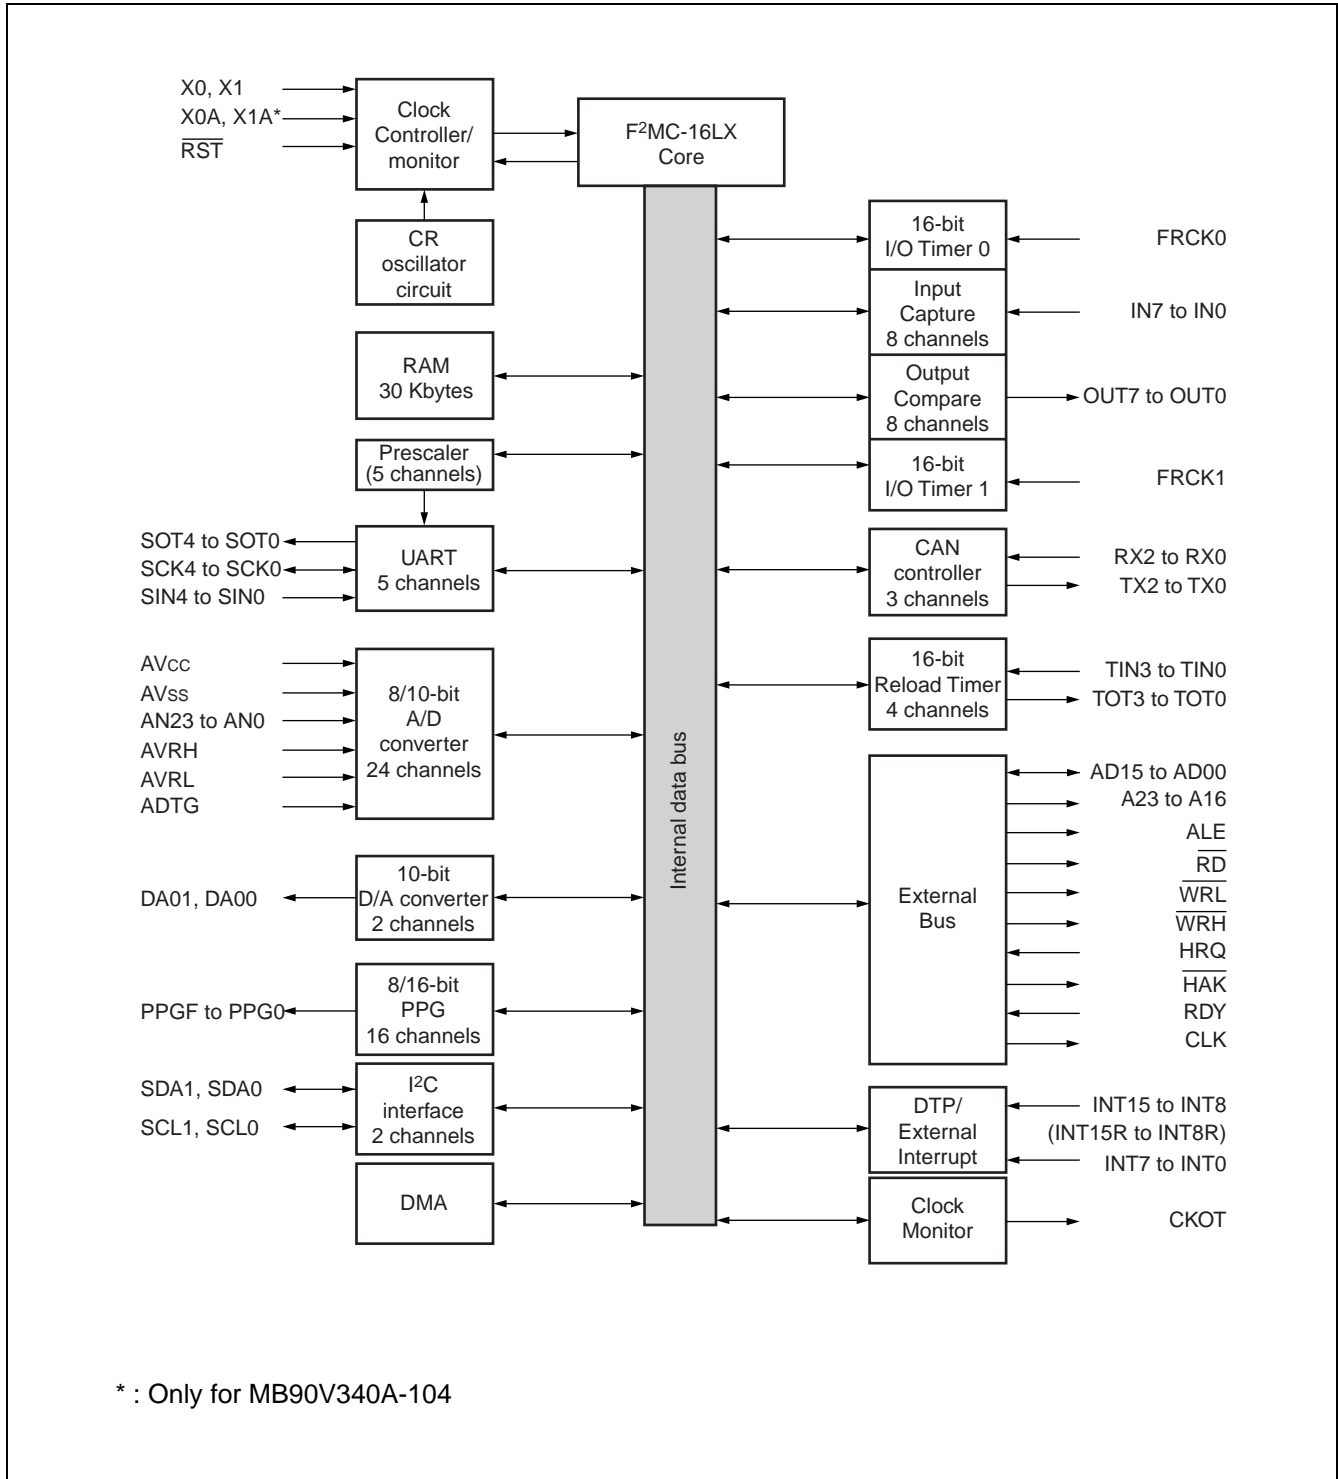 X0, X1
X0A, X1A*
RST
Clock
Controller/
monitor
F2MC-16LX
Core
CR
oscillator
circuit
RAM
30 Kbytes
Prescaler
(5 channels)
SOT4 to SOT0
SCK4 to SCK0
SIN4 to SIN0
UART
5 channels
AVCC
AVSS
AN23 to AN0
AVRH
AVRL
ADTG
8/10-bit
A/D
converter
24 channels
DA01, DA00
10-bit
D/A converter
2 channels
PPGF to PPG0
8/16-bit
PPG
16 channels
SDA1, SDA0
SCL1, SCL0
I2C
interface
2 channels
DMA
Internal data bus
16-bit
I/O Timer 0
FRCK0
Input
Capture
8 channels
IN7 to IN0
Output
Compare
8 channels
OUT7 to OUT0
16-bit
I/O Timer 1
FRCK1
CAN
controller
3 channels
RX2 to RX0
TX2 to TX0
16-bit
Reload Timer
4 channels
TIN3 to TIN0
TOT3 to TOT0
External
Bus
AD15 to AD00
A23 to A16
ALE
RD
WRL
WRH
HRQ
HAK
RDY
CLK
DTP/
External
Interrupt
INT15 to INT8
(INT15R to INT8R)
INT7 to INT0
Clock
Monitor
CKOT
* : Only for MB90V340A-104